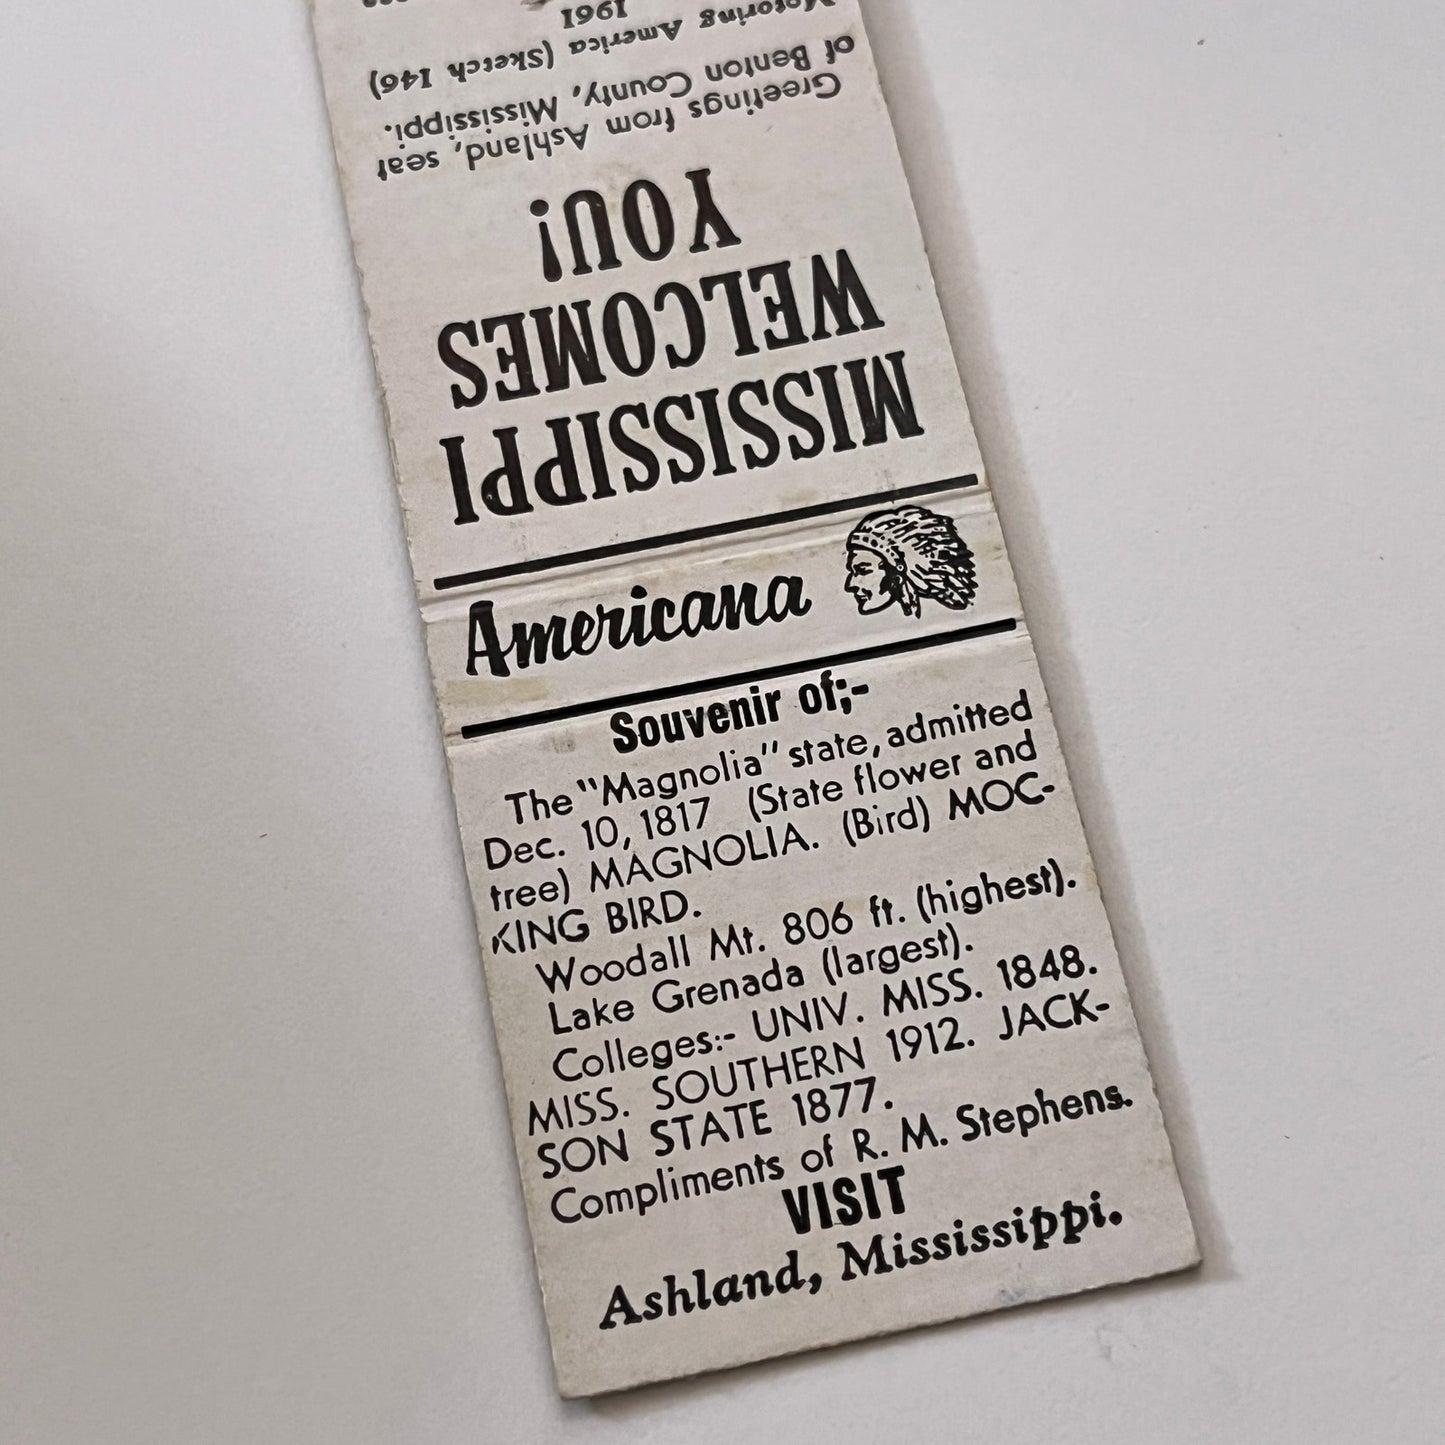 MISSISSIPPI
WELCOMES
YOU!
Greetings from Ashland, seat
of Benton County, Mississippi.
Motoring America (Sketch 146)
1961
Americana
Souvenir of;-
The "Magnolia" state, admitted
Dec. 10, 1817 (State flower and
tree) MAGNOLIA. (Bird) MOC-
KING BIRD.
Woodall Mt. 806 ft. (highest).
Lake Grenada (largest).
Colleges:- UNIV. MISS. 1848.
MISS. SOUTHERN 1912. JACK-
SON STATE 1877.
Compliments of R. M. Stephens.
VISIT
Ashland, Mississippi.